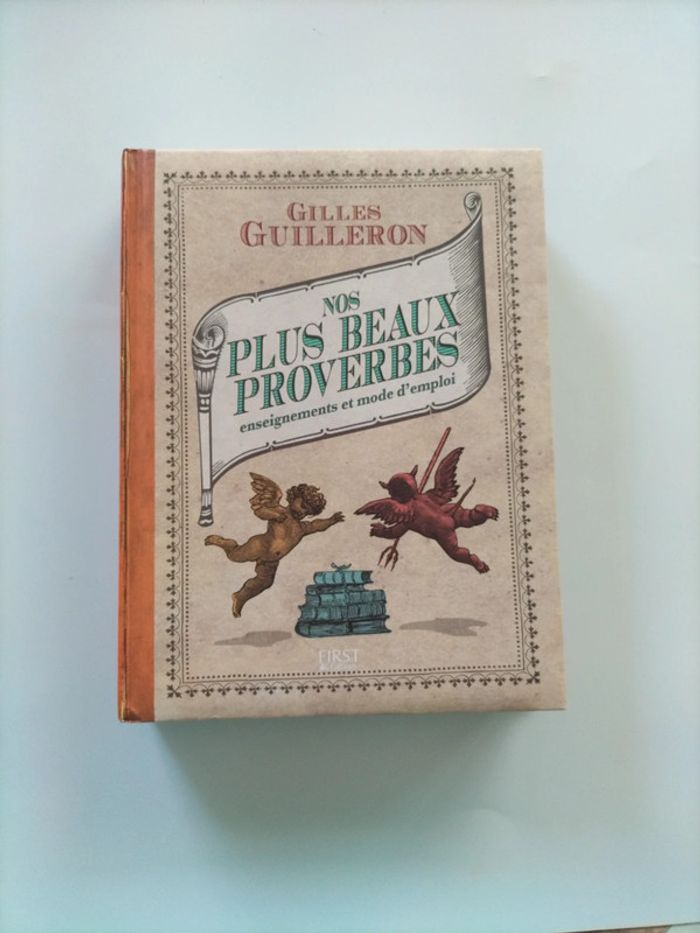 GILLES
GUILLERON
NOS
PLUS BEAUX
PROVERBES
enseignements et mode d'emploi
FIRST